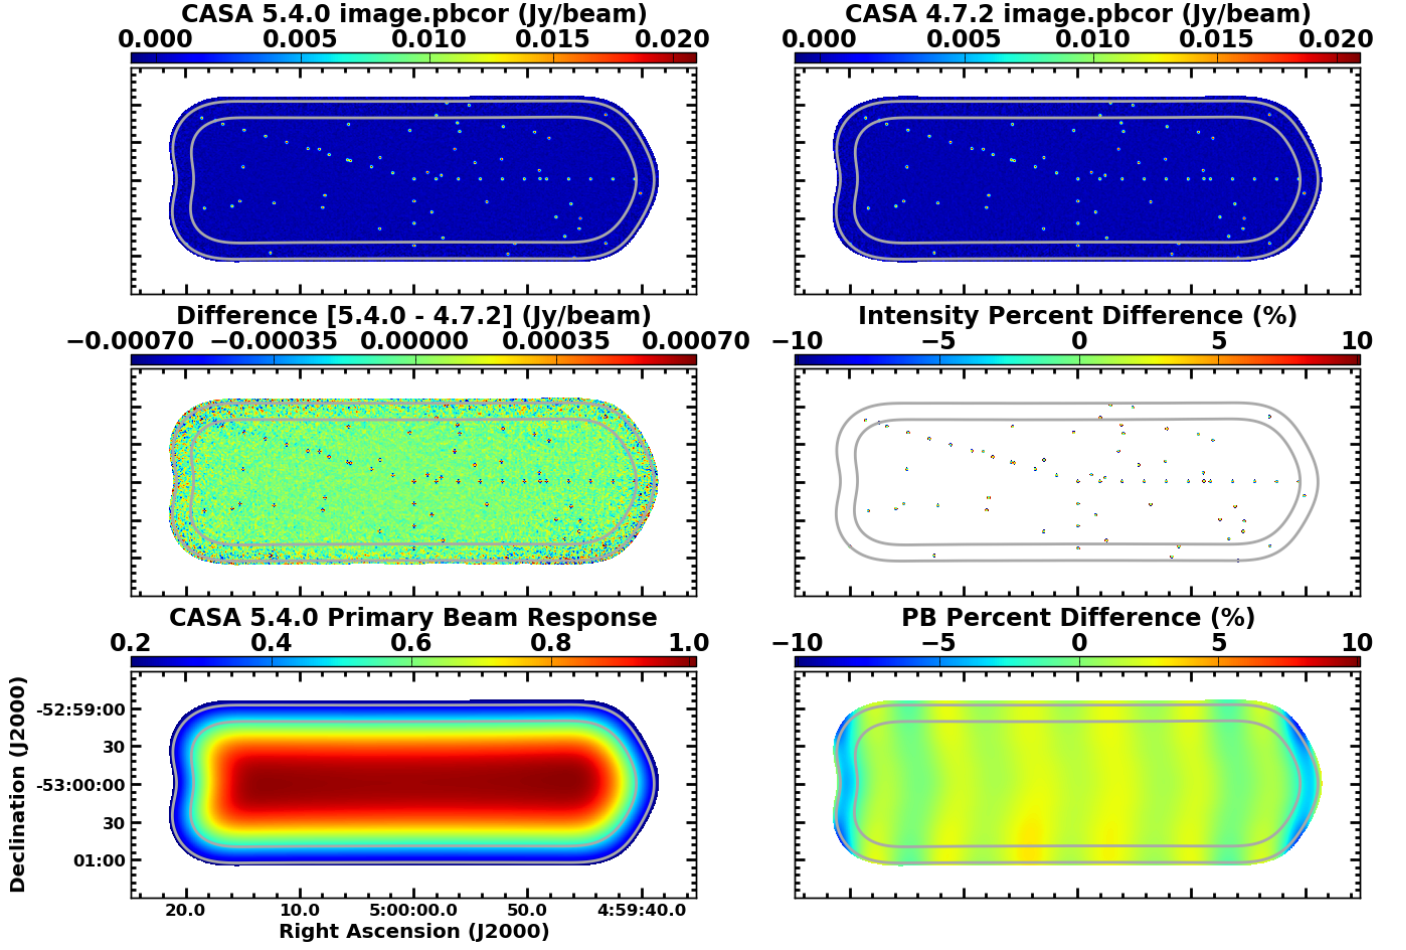 CASA 5.4.0 image.pbcor (Jy/beam)
0.000 0.005 0.010 0.015 0.020
CASA 4.7.2 image.pbcor (Jy/beam)
0.000 0.005 0.010 0.015 0.020
Difference [5.4.0 - 4.7.2] (Jy/beam)
−0.00070 −0.00035 0.00000 0.00035 0.00070
Intensity Percent Difference (%)
−10 −5 0 5 10
CASA 5.4.0 Primary Beam Response
0.2 0.4 0.6 0.8 1.0
PB Percent Difference (%)
−10 −5 0 5 10
Declination (J2000)
-52:59:00
30
-53:00:00
30
01:00
20.0 10.0 5:00:00.0 50.0 4:59:40.0
Right Ascension (J2000)